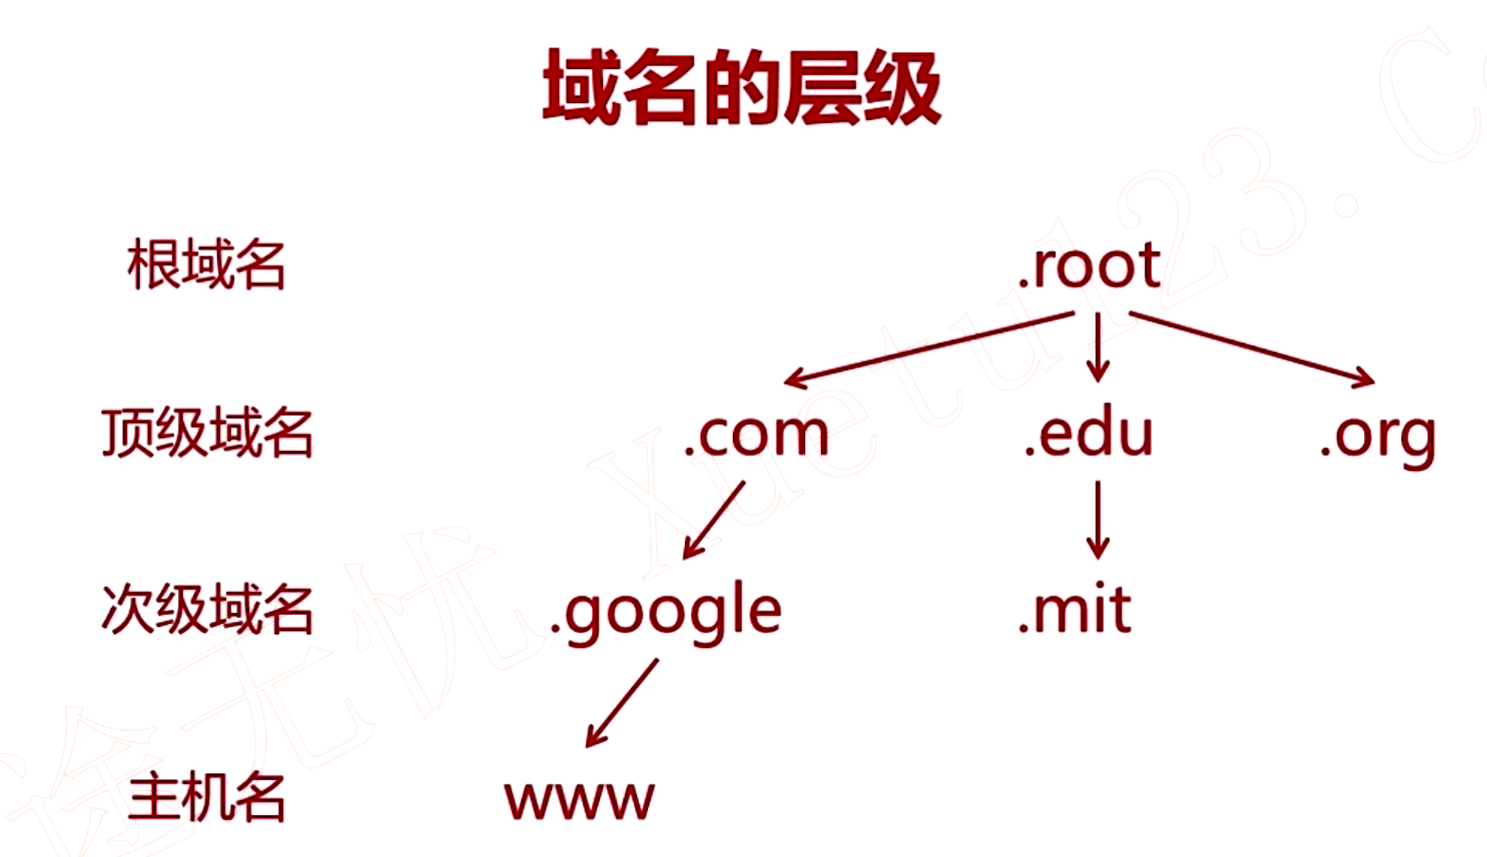 域名的层级
根域名 .root
顶级域名 .com .edu .org
次级域名 .google .mit
主机名 www
途无忧 Xuetu123.C